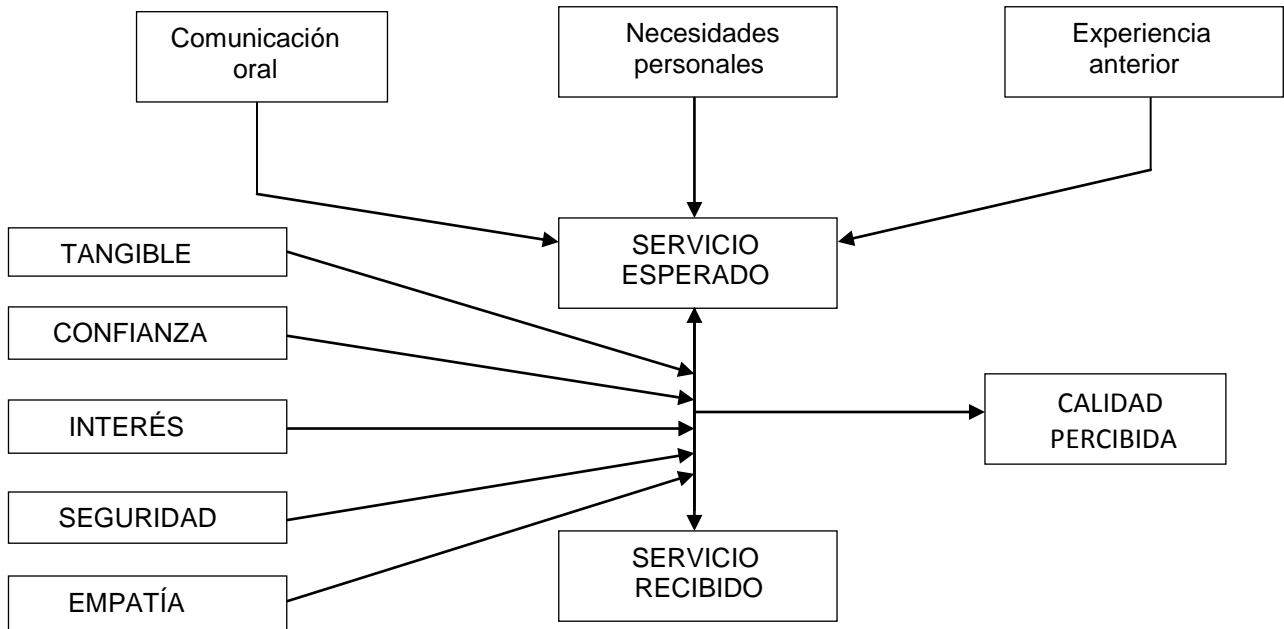 Comunicación
oral
Necesidades
personales
Experiencia
anterior
SERVICIO
ESPERADO
TANGIBLE
CONFIANZA
INTERÉS
SEGURIDAD
EMPATÍA
CALIDAD
PERCIBIDA
SERVICIO
RECIBIDO